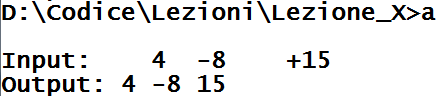 D:\Codice\Lezioni\Lezione_X>a
Input:    4  -8    +15
Output: 4 -8 15